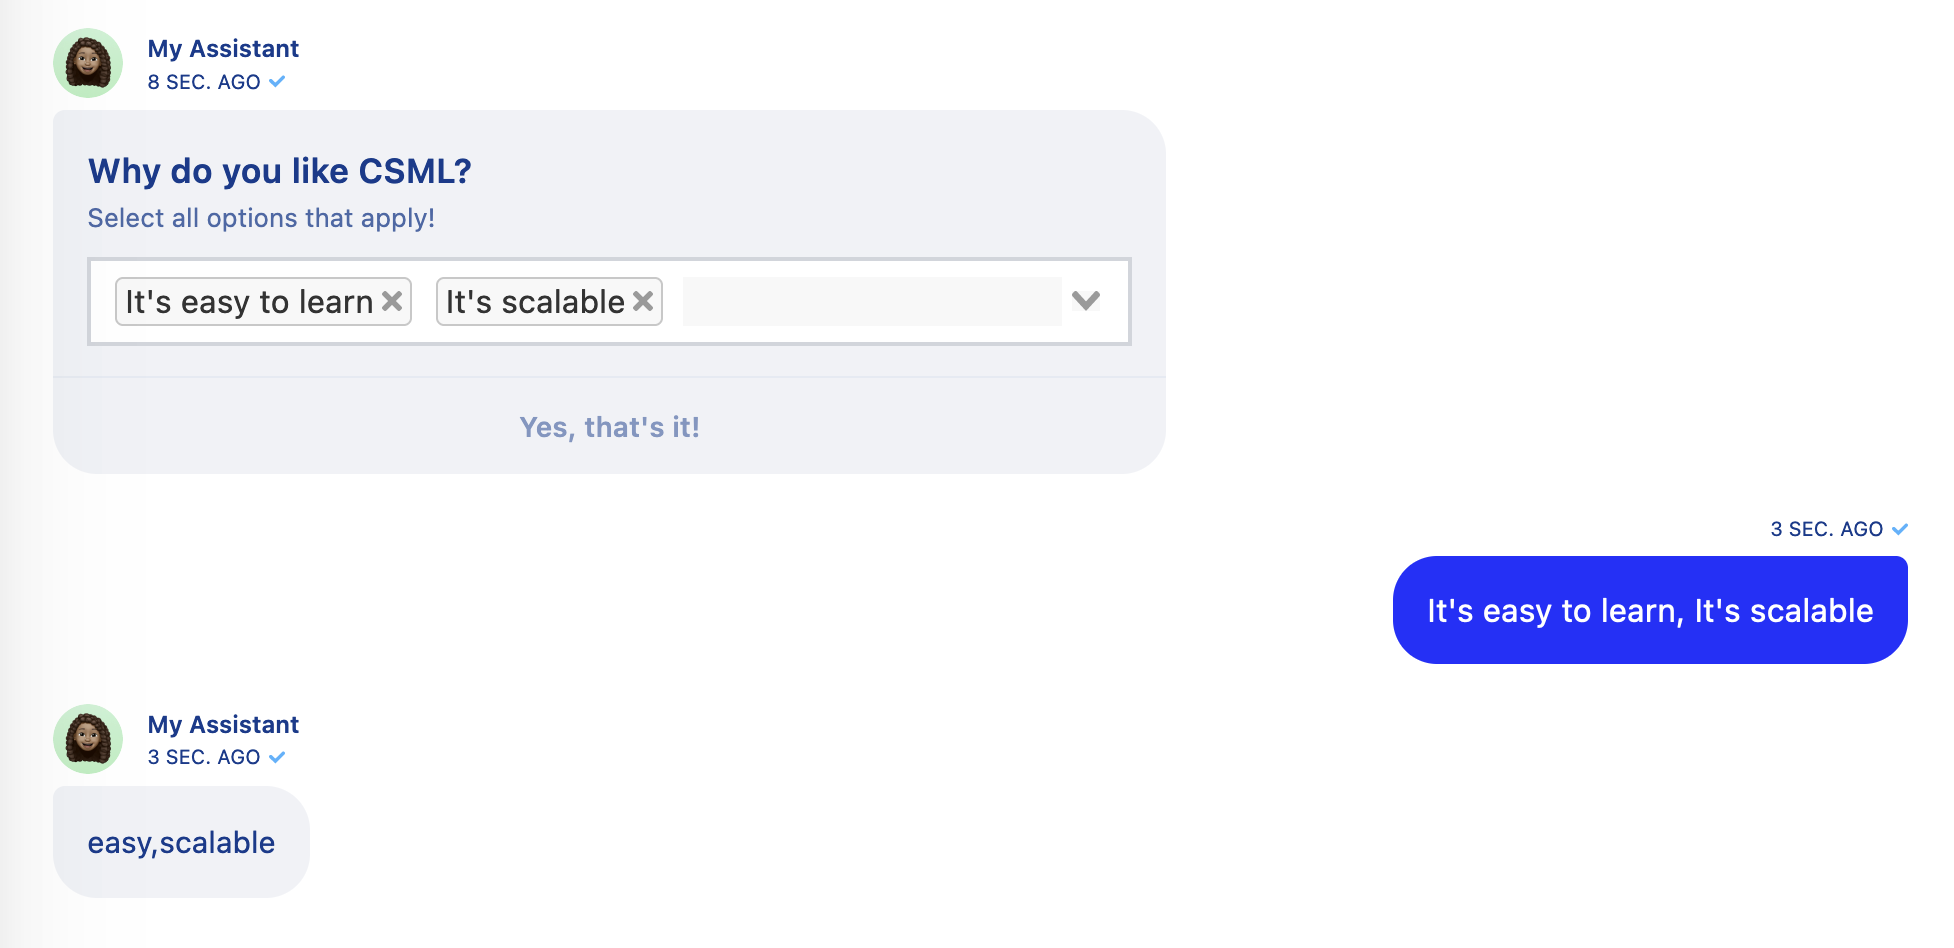 My Assistant
8 SEC. AGO
Why do you like CSML?
Select all options that apply!
It's easy to learn It's scalable
Yes, that's it!
3 SEC. AGO
It's easy to learn, It's scalable
My Assistant
3 SEC. AGO
easy,scalable